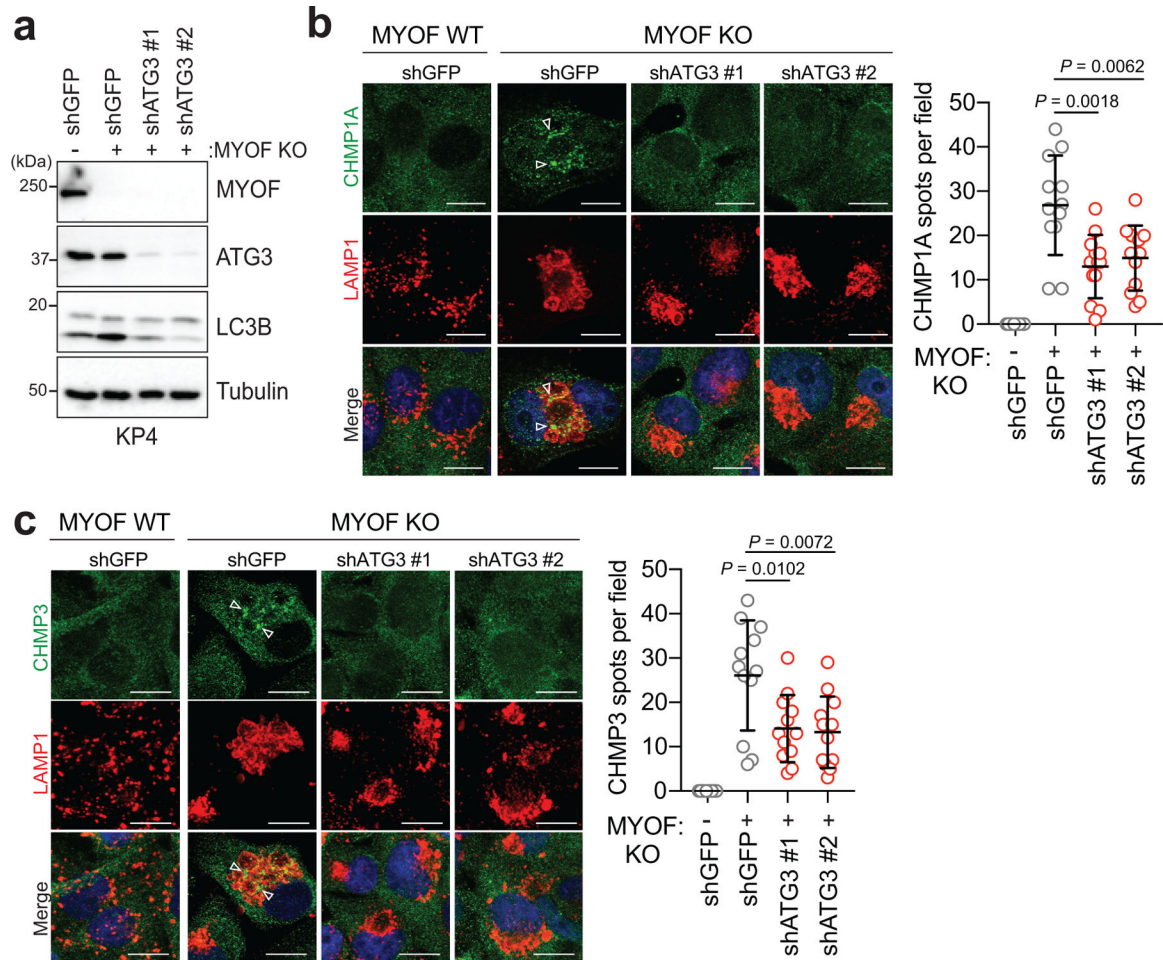 a
shGFP
shGFP
shATG3 #1
shATG3 #2
(kDa) - + + + :MYOF KO
250 MYOF
37 ATG3
20 LC3B
50 Tubulin
KP4
b
MYOF WT MYOF KO
shGFP shGFP shATG3 #1 shATG3 #2
CHMP1A
LAMP1
Merge
P = 0.0062
P = 0.0018
CHMP1A spots per field
50
40
30
20
10
0
MYOF: - + + +
KO
shGFP
shGFP
shATG3 #1
shATG3 #2
c
MYOF WT MYOF KO
shGFP shGFP shATG3 #1 shATG3 #2
CHMP3
LAMP1
Merge
P = 0.0072
P = 0.0102
CHMP3 spots per field
50
40
30
20
10
0
MYOF: - + + +
KO
shGFP
shGFP
shATG3 #1
shATG3 #2